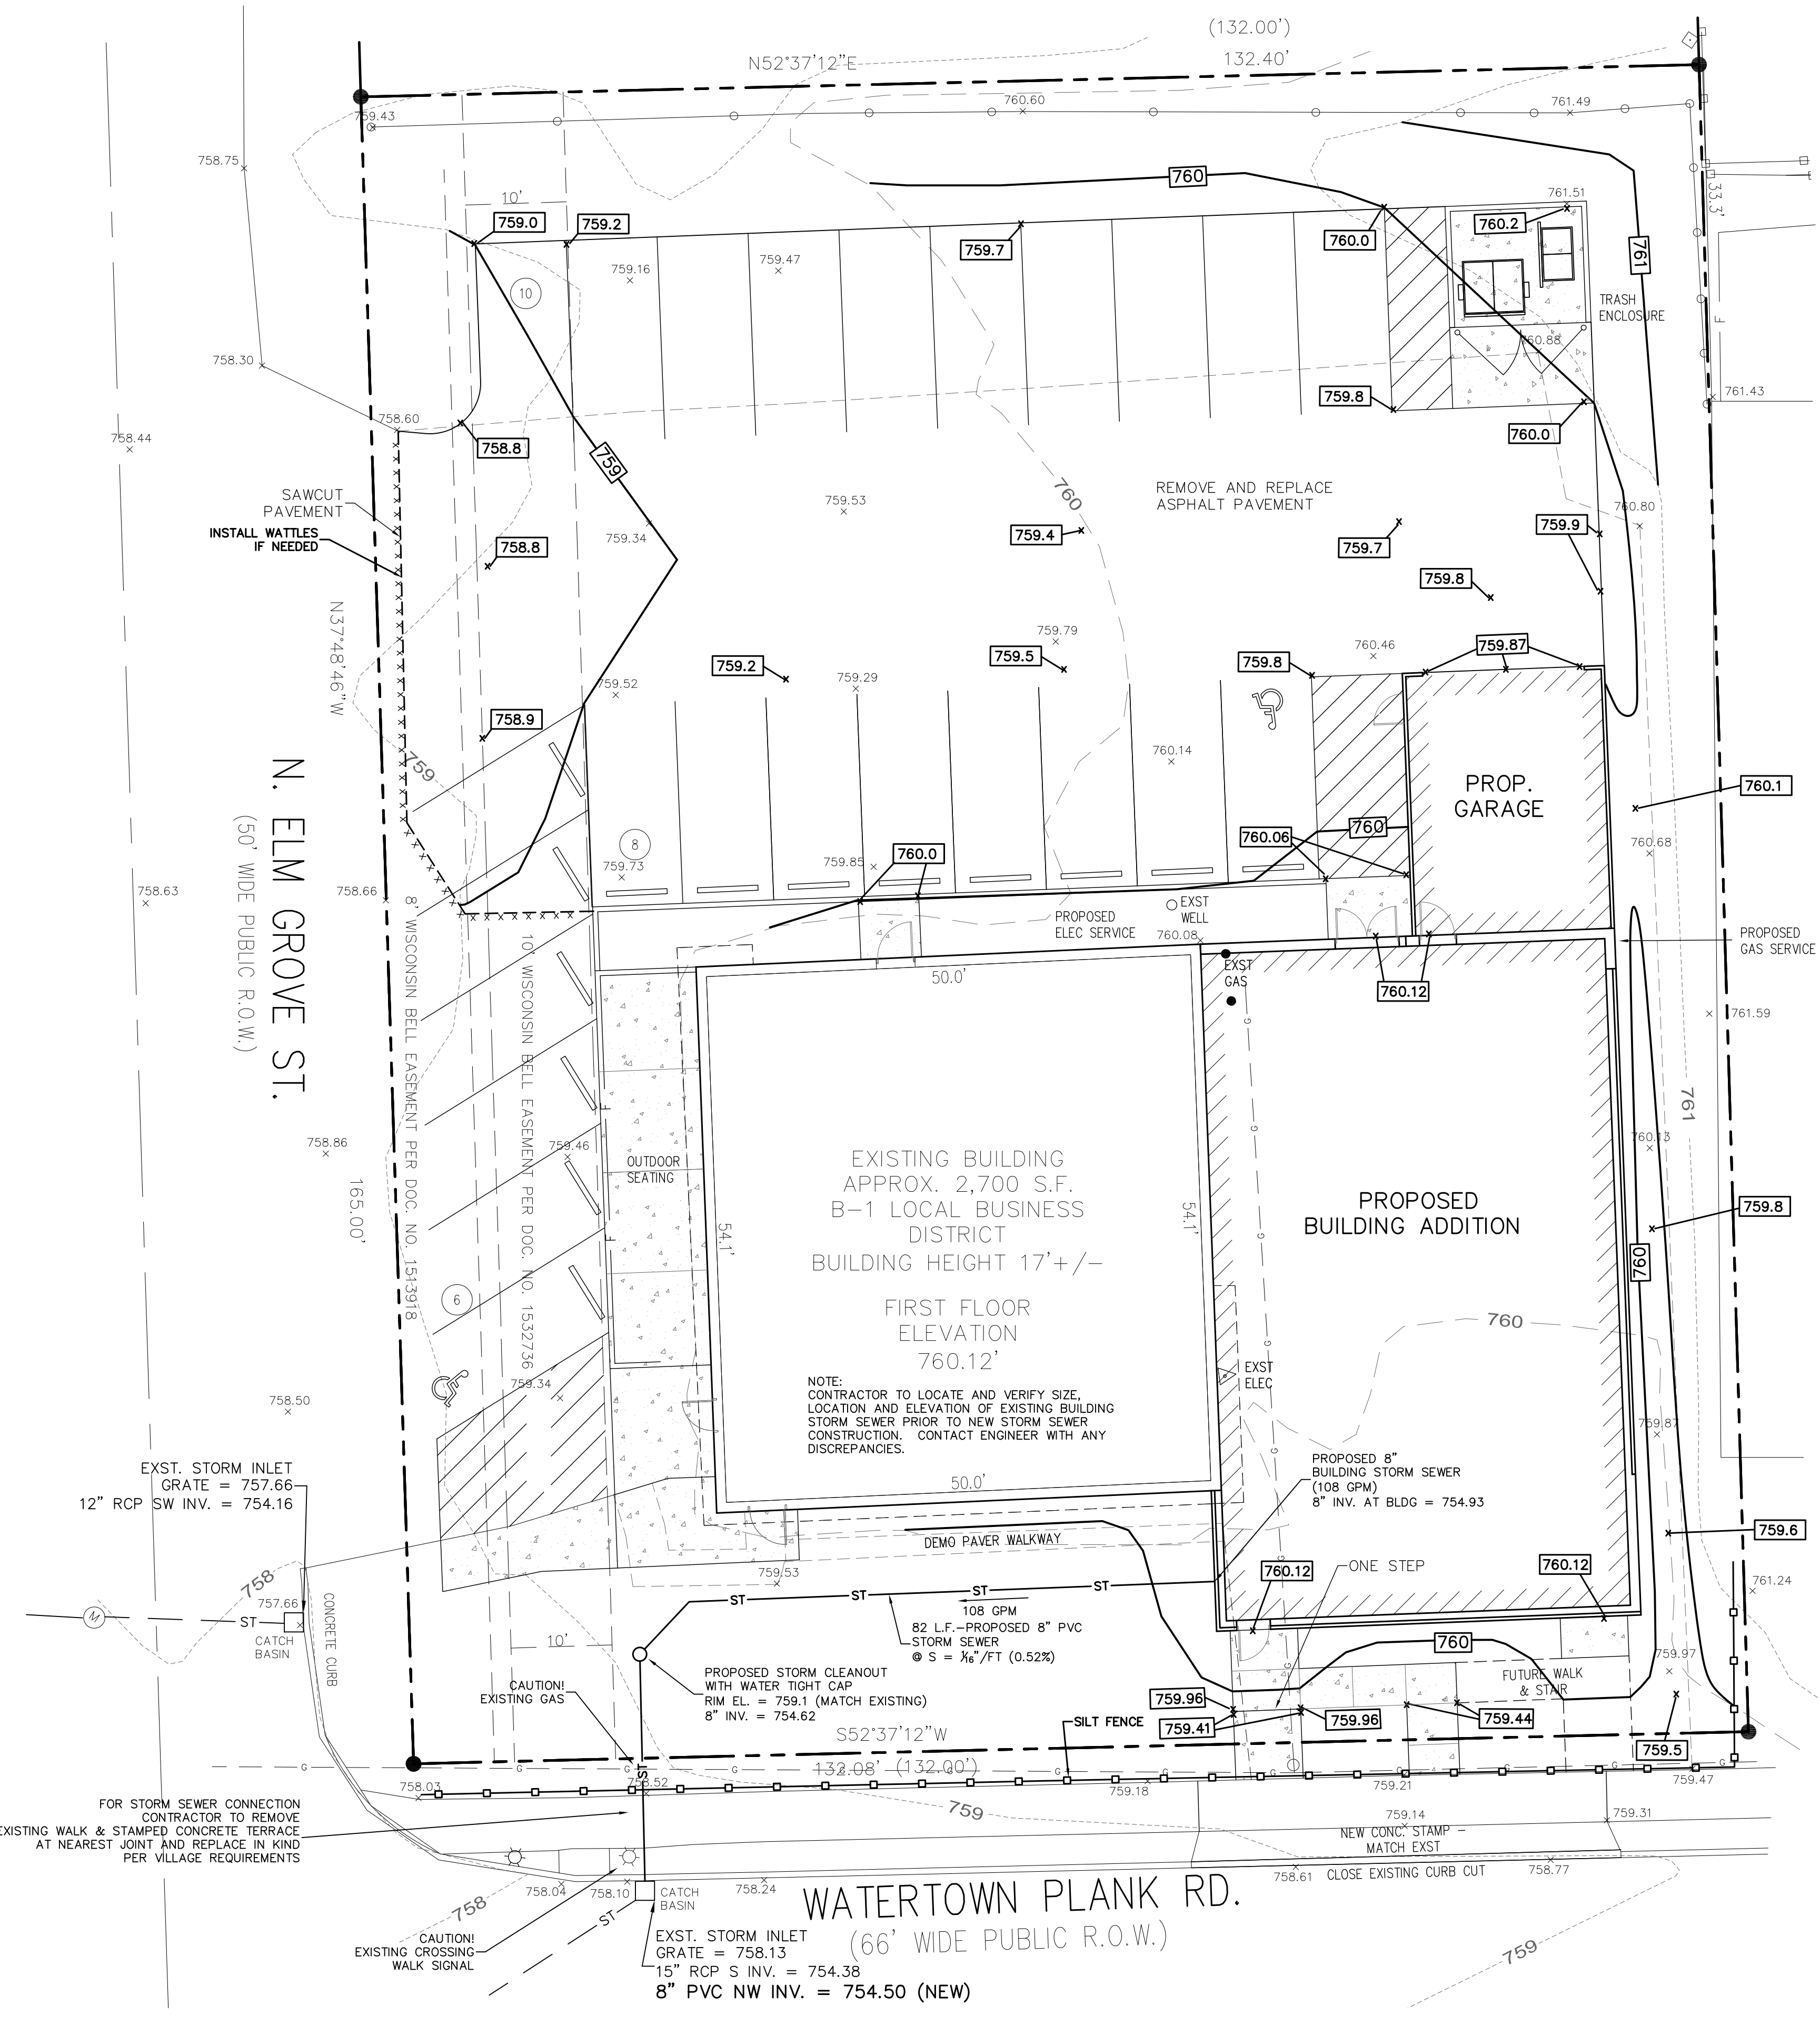 (132.00')
N52°37'12"E
132.40'
759.43
760.60
761.49
758.75
33.3'
760
10'
759.0
759.2
759.7
760.0
760.2
761.51
761
759.16
759.47
10
TRASH
ENCLOSURE
760.88
758.30
F
761.43
759.8
760.0
758.60
758.44
758.8
759
760
SAWCUT
PAVEMENT
INSTALL WATTLES
IF NEEDED
REMOVE AND REPLACE
ASPHALT PAVEMENT
759.53
759.34
760.80
759.4
759.7
759.9
758.8
759.8
N37°48'46"W
759.79
760.46
759.87
759.2
759.5
759.8
759.29
759.52
758.9
760.14
759
PROP.
GARAGE
760.1
N. ELM GROVE ST.
(50' WIDE PUBLIC R.O.W.)
8
760.06
760
760.68
759.73
759.85
760.0
758.63
758.66
PROPOSED
ELEC SERVICE
EXST
WELL
760.08
PROPOSED
GAS SERVICE
8' WISCONSIN BELL EASEMENT PER DOC. NO. 1513918
10' WISCONSIN BELL EASEMENT PER DOC. NO. 1532736
50.0'
EXST
GAS
760.12
G
761.59
761
758.86
759.46
F
760.13
165.00'
OUTDOOR
SEATING
54.1'
54.1'
EXISTING BUILDING
APPROX. 2,700 S.F.
B-1 LOCAL BUSINESS
DISTRICT
BUILDING HEIGHT 17'+/-
FIRST FLOOR
ELEVATION
760.12'
PROPOSED
BUILDING ADDITION
G
759.8
F
G
760
6
760
G
EXST
ELEC
759.34
758.50
NOTE:
CONTRACTOR TO LOCATE AND VERIFY SIZE,
LOCATION AND ELEVATION OF EXISTING BUILDING
STORM SEWER PRIOR TO NEW STORM SEWER
CONSTRUCTION. CONTACT ENGINEER WITH ANY
DISCREPANCIES.
759.87
PROPOSED 8"
BUILDING STORM SEWER
(108 GPM)
8" INV. AT BLDG = 754.93
EXST. STORM INLET
GRATE = 757.66
12" RCP SW INV. = 754.16
50.0'
759.6
DEMO PAVER WALKWAY
758
759.53
760.12
ONE STEP
760.12
761.24
CONCRETE CURB
757.66
M
ST
CATCH
BASIN
ST
ST
ST
108 GPM
82 L.F.-PROPOSED 8" PVC
STORM SEWER
@ S = 1/16"/FT (0.52%)
10'
760
759.97
PROPOSED STORM CLEANOUT
WITH WATER TIGHT CAP
RIM EL. = 759.1 (MATCH EXISTING)
8" INV. = 754.62
CAUTION!
EXISTING GAS
FUTURE WALK
& STAIR
759.96
759.41
759.96
759.44
SILT FENCE
S52°37'12"W
759.5
132.08' (132.00')
G
ST
758.03
758.52
759.18
759.21
759.47
FOR STORM SEWER CONNECTION
CONTRACTOR TO REMOVE
EXISTING WALK & STAMPED CONCRETE TERRACE
AT NEAREST JOINT AND REPLACE IN KIND
PER VILLAGE REQUIREMENTS
759
759.14
759.31
NEW CONC. STAMP -
MATCH EXST
CLOSE EXISTING CURB CUT
758.61
758.77
758.04
758.10
758.24
CATCH
BASIN
758
ST
WATERTOWN PLANK RD.
(66' WIDE PUBLIC R.O.W.)
CAUTION!
EXISTING CROSSING
WALK SIGNAL
EXST. STORM INLET
GRATE = 758.13
15" RCP S INV. = 754.38
8" PVC NW INV. = 754.50 (NEW)
759